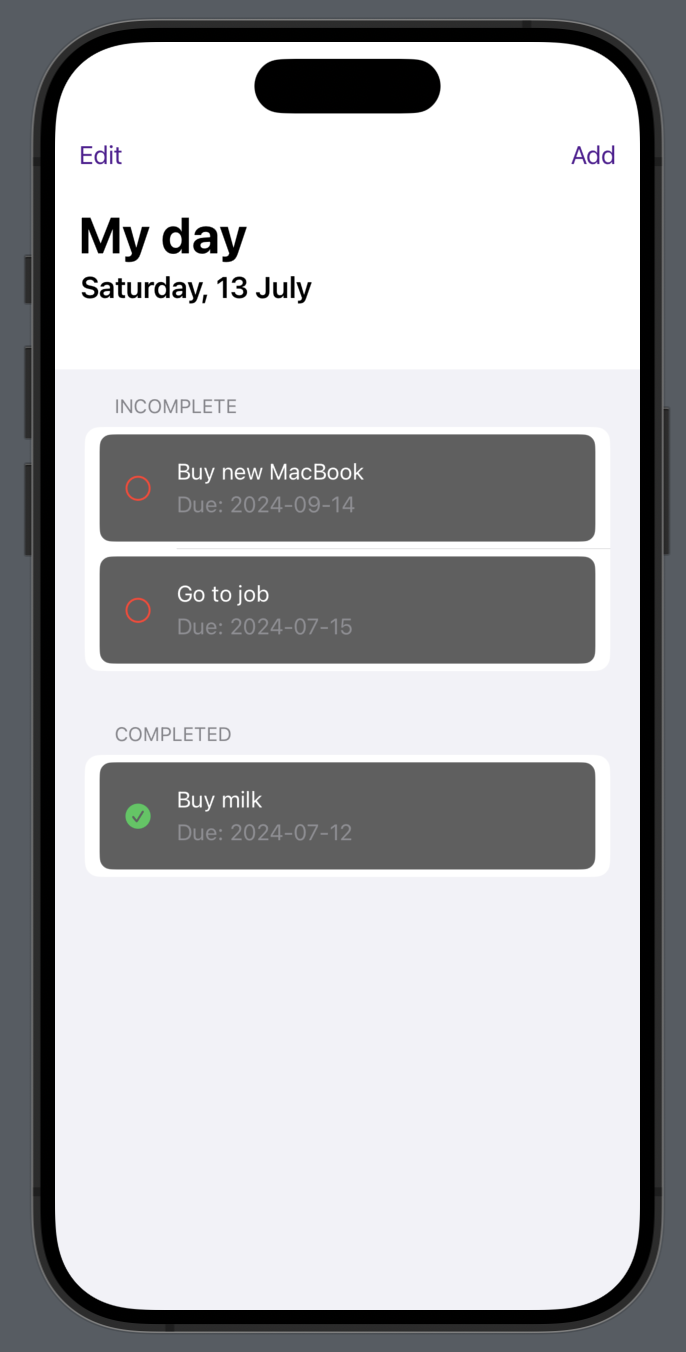 Edit
Add
My day
Saturday, 13 July
INCOMPLETE
Buy new MacBook
Due: 2024-09-14
Go to job
Due: 2024-07-15
COMPLETED
Buy milk
Due: 2024-07-12